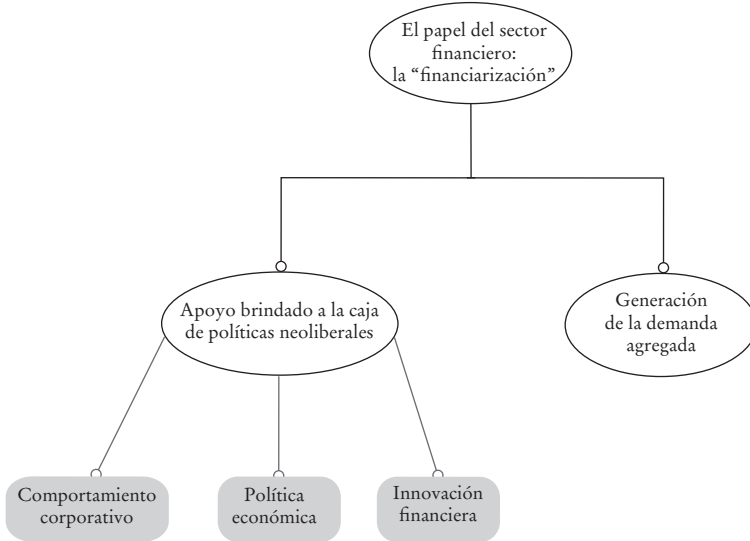 El papel del sector
financiero:
la “financiarización”
Apoyo brindado a la caja
de políticas neoliberales
Generación
de la demanda
agregada
Comportamiento
corporativo
Política
económica
Innovación
financiera